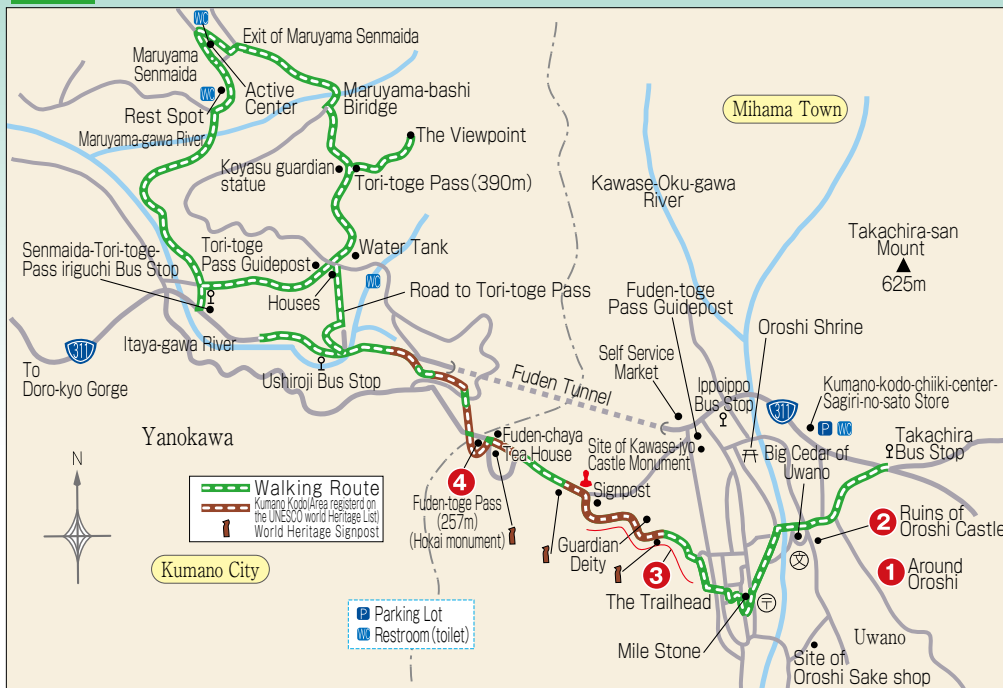 WC
Exit of Maruyama Senmaida
Maruyama
Senmaida
Active
Center
WC
Rest Spot
Maruyama-gawa River
Maruyama-bashi
Biridge
The Viewpoint
Koyasu guardian
statue
Tori-toge Pass(390m)
Mihama Town
Kawase-Oku-gawa
River
Takachira-san
Mount
625m
Senmaida-Tori-toge-
Pass iriguchi Bus Stop
Tori-toge
Pass Guidepost
Water Tank
WC
Houses
Road to Tori-toge Pass
Fuden-toge
Pass Guidepost
Oroshi Shrine
Itaya-gawa River
311
To
Doro-kyo Gorge
Ushiroji Bus Stop
Fuden Tunnel
Self Service
Market
Ippoippo
Bus Stop
311
Kumano-kodo-chiiki-center-
Sagiri-no-sato Store
P WC
Yanokawa
Fuden-chaya
Tea House
Site of Kawase-jyo
Castle Monument
Big Cedar of
Uwano
Takachira
Bus Stop
N
4
Fuden-toge Pass
(257m)
(Hokai monument)
Signpost
Guardian
Deity
3
The Trailhead
文
2 Ruins of
Oroshi Castle
1 Around
Oroshi
Walking Route
Kumano Kodo(Area registerd on
the UNESCO world Heritage List)
World Heritage Signpost
Kumano City
P Parking Lot
WC Restroom(toilet)
〒
Mile Stone
Uwano
Site of
Oroshi Sake shop